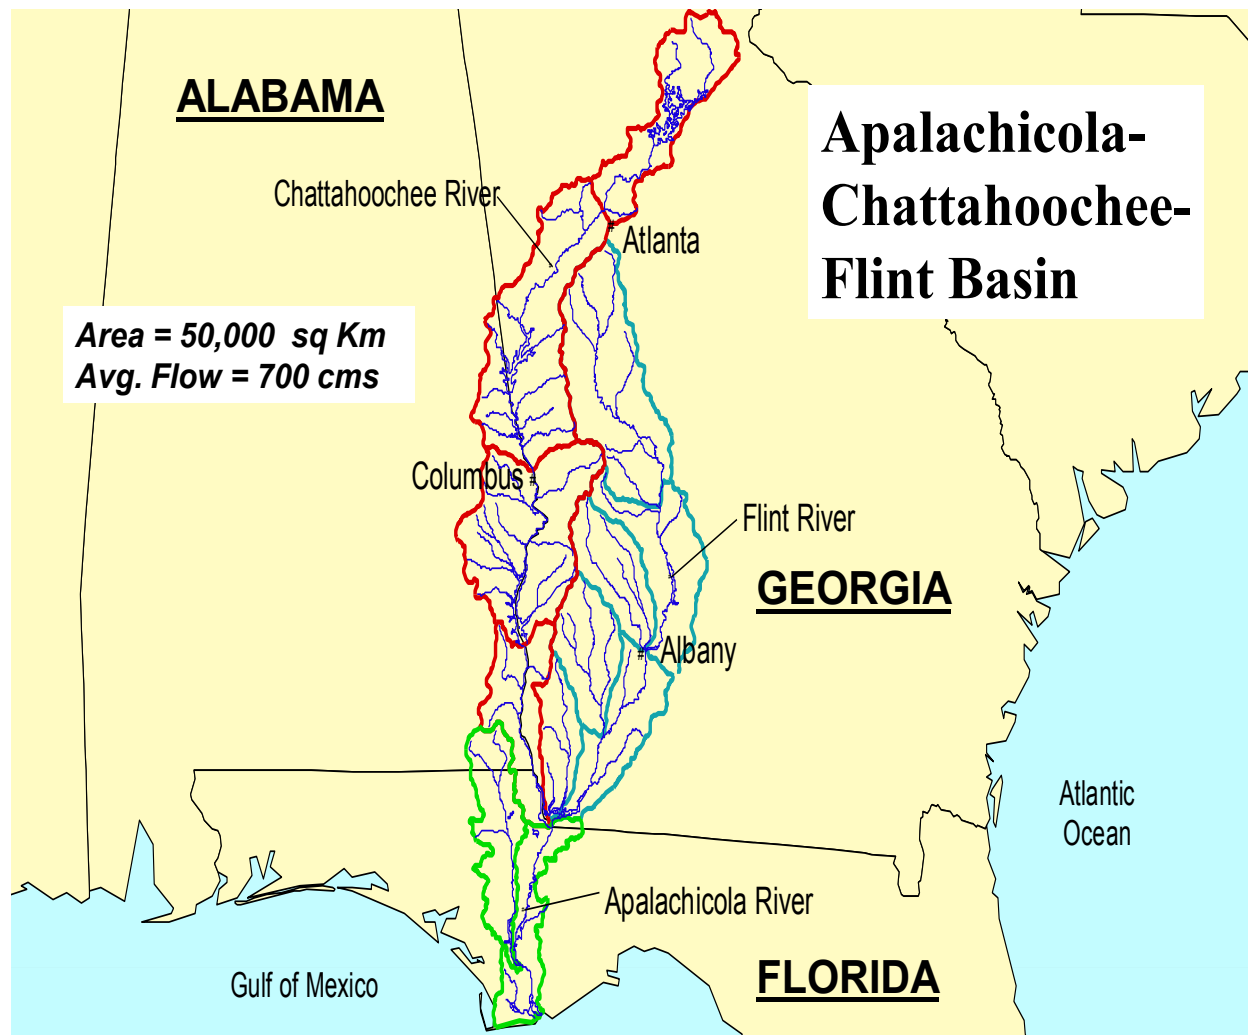 ALABAMA
Apalachicola-
Chattahoochee-
Flint Basin
Chattahoochee River
Atlanta
Area = 50,000 sq Km
Avg. Flow = 700 cms
Columbus
#
Flint River
GEORGIA
#
Albany
Atlantic
Ocean
Apalachicola River
Gulf of Mexico
FLORIDA